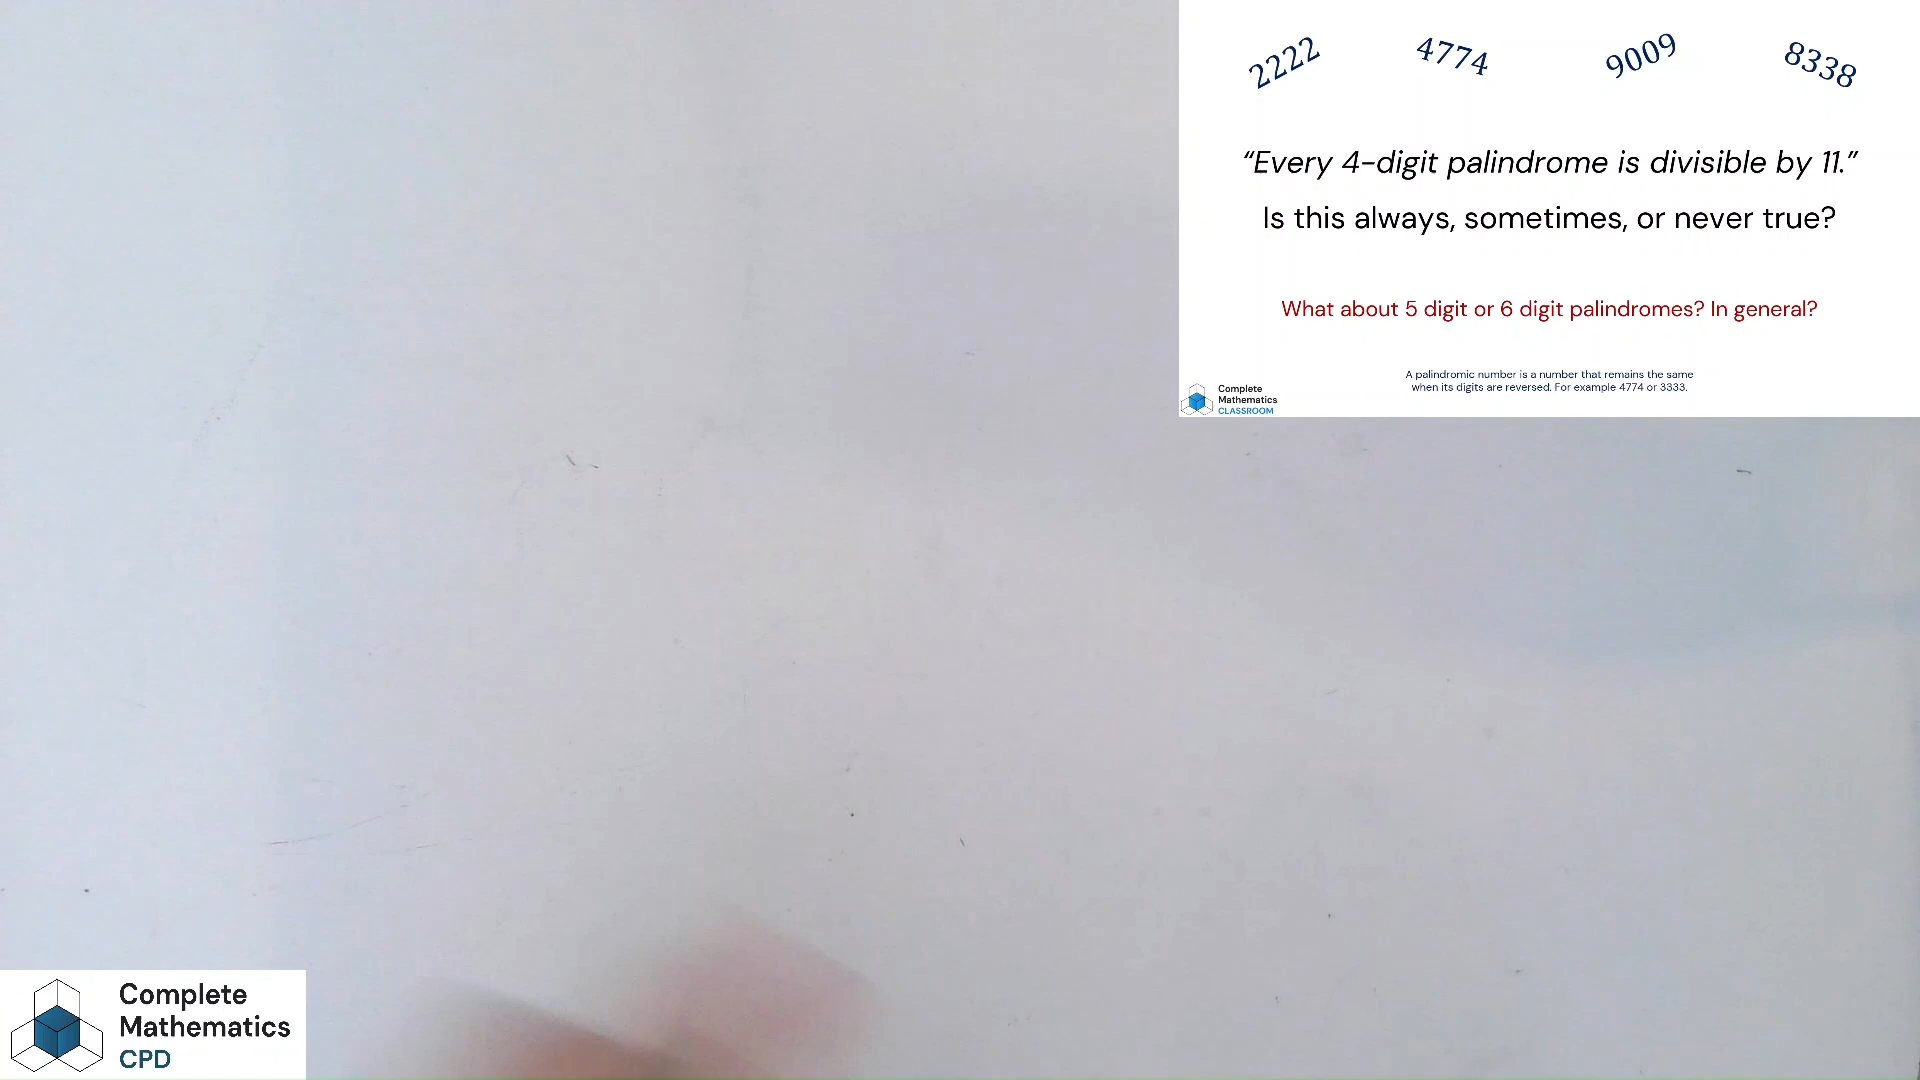 2222 4774 9009 8338
“Every 4-digit palindrome is divisible by 11.”
Is this always, sometimes, or never true?
What about 5 digit or 6 digit palindromes? In general?
A palindromic number is a number that remains the same
when its digits are reversed. For example 4774 or 3333.
Complete
Mathematics
CLASSROOM
Complete
Mathematics
CPD